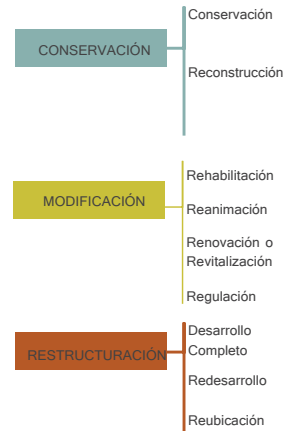 Conservación
CONSERVACIÓN
Reconstrucción
Rehabilitación
MODIFICACIÓN
Reanimación
Renovación o
Revitalización
Regulación
Desarrollo
Completo
RESTRUCTURACIÓN
Redesarrollo
Reubicación